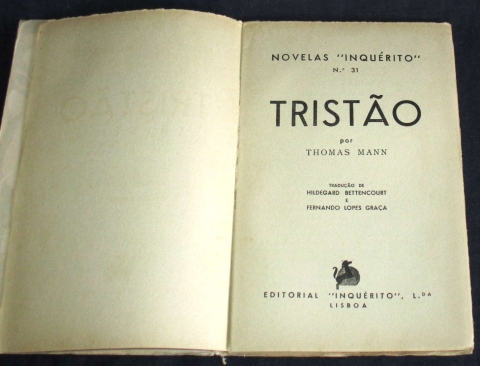 NOVELAS "INQUÉRITO"
N.º 31
TRISTÃO
por
THOMAS MANN
TRADUÇÃO DE
HILDEGARD BETTENCOURT
E
FERNANDO LOPES GRAÇA
EDITORIAL "INQUÉRITO", L.DA
LISBOA